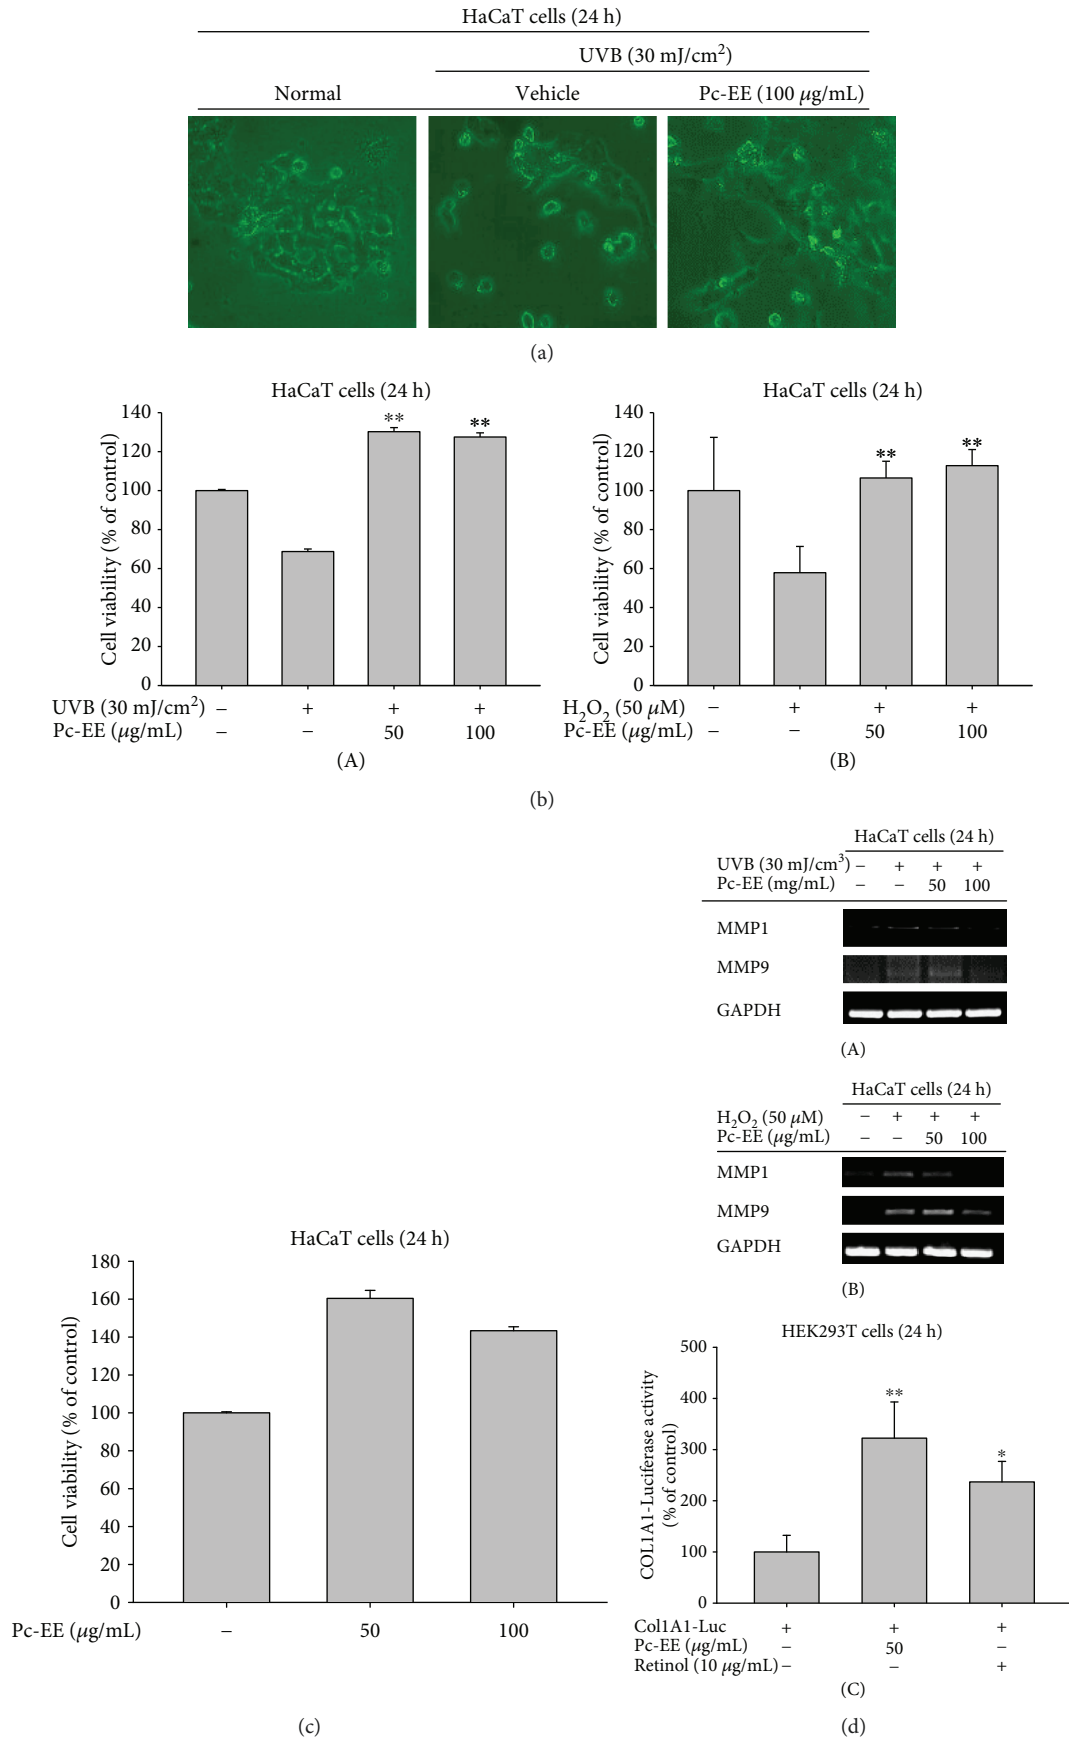 HaCaT cells (24 h)
UVB (30 mJ/cm²)
Normal Vehicle Pc-EE (100 μg/mL)
(a)
HaCaT cells (24 h)
Cell viability (% of control)
140
120
100
80
60
40
20
0
** **
UVB (30 mJ/cm²) − + + +
Pc-EE (μg/mL) − − 50 100
(A)
HaCaT cells (24 h)
Cell viability (% of control)
140
120
100
80
60
40
20
0
** **
H₂O₂ (50 μM) − + + +
Pc-EE (μg/mL) − − 50 100
(B)
(b)
HaCaT cells (24 h)
Cell viability (% of control)
180
160
140
120
100
80
60
40
20
0
Pc-EE (μg/mL) − 50 100
(c)
HaCaT cells (24 h)
UVB (30 mJ/cm³) − + + +
Pc-EE (mg/mL) − − 50 100
MMP1
MMP9
GAPDH
(A)
HaCaT cells (24 h)
H₂O₂ (50 μM) − + + +
Pc-EE (μg/mL) − − 50 100
MMP1
MMP9
GAPDH
(B)
HEK293T cells (24 h)
COL1A1-Luciferase activity
(% of control)
500
400
300
200
100
0
** *
Col1A1-Luc + + +
Pc-EE (μg/mL) − 50 −
Retinol (10 μg/mL) − − +
(C)
(d)